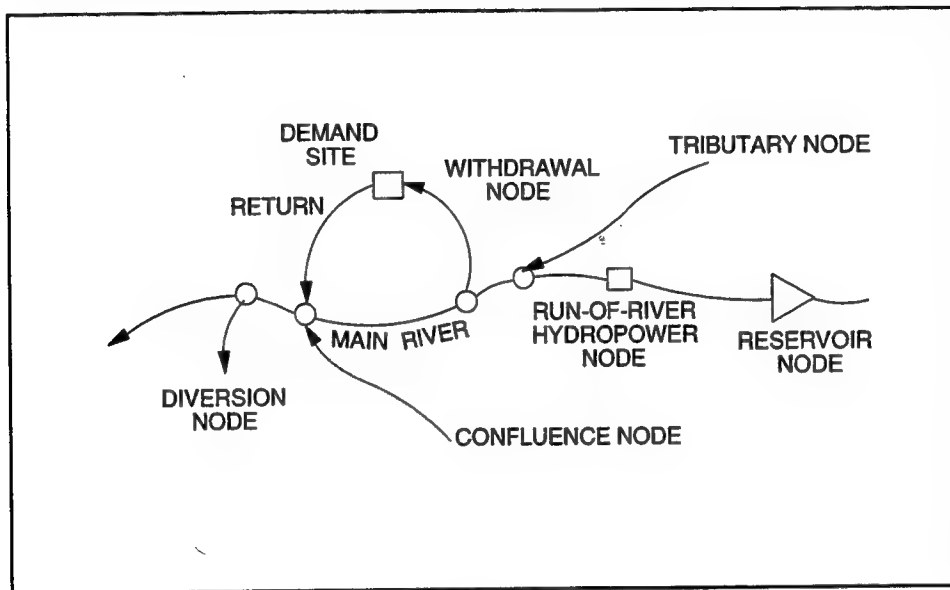 DEMAND
SITE
TRIBUTARY NODE
WITHDRAWAL
NODE
RETURN
MAIN RIVER
RUN-OF-RIVER
HYDROPOWER
NODE
RESERVOIR
NODE
DIVERSION
NODE
CONFLUENCE NODE